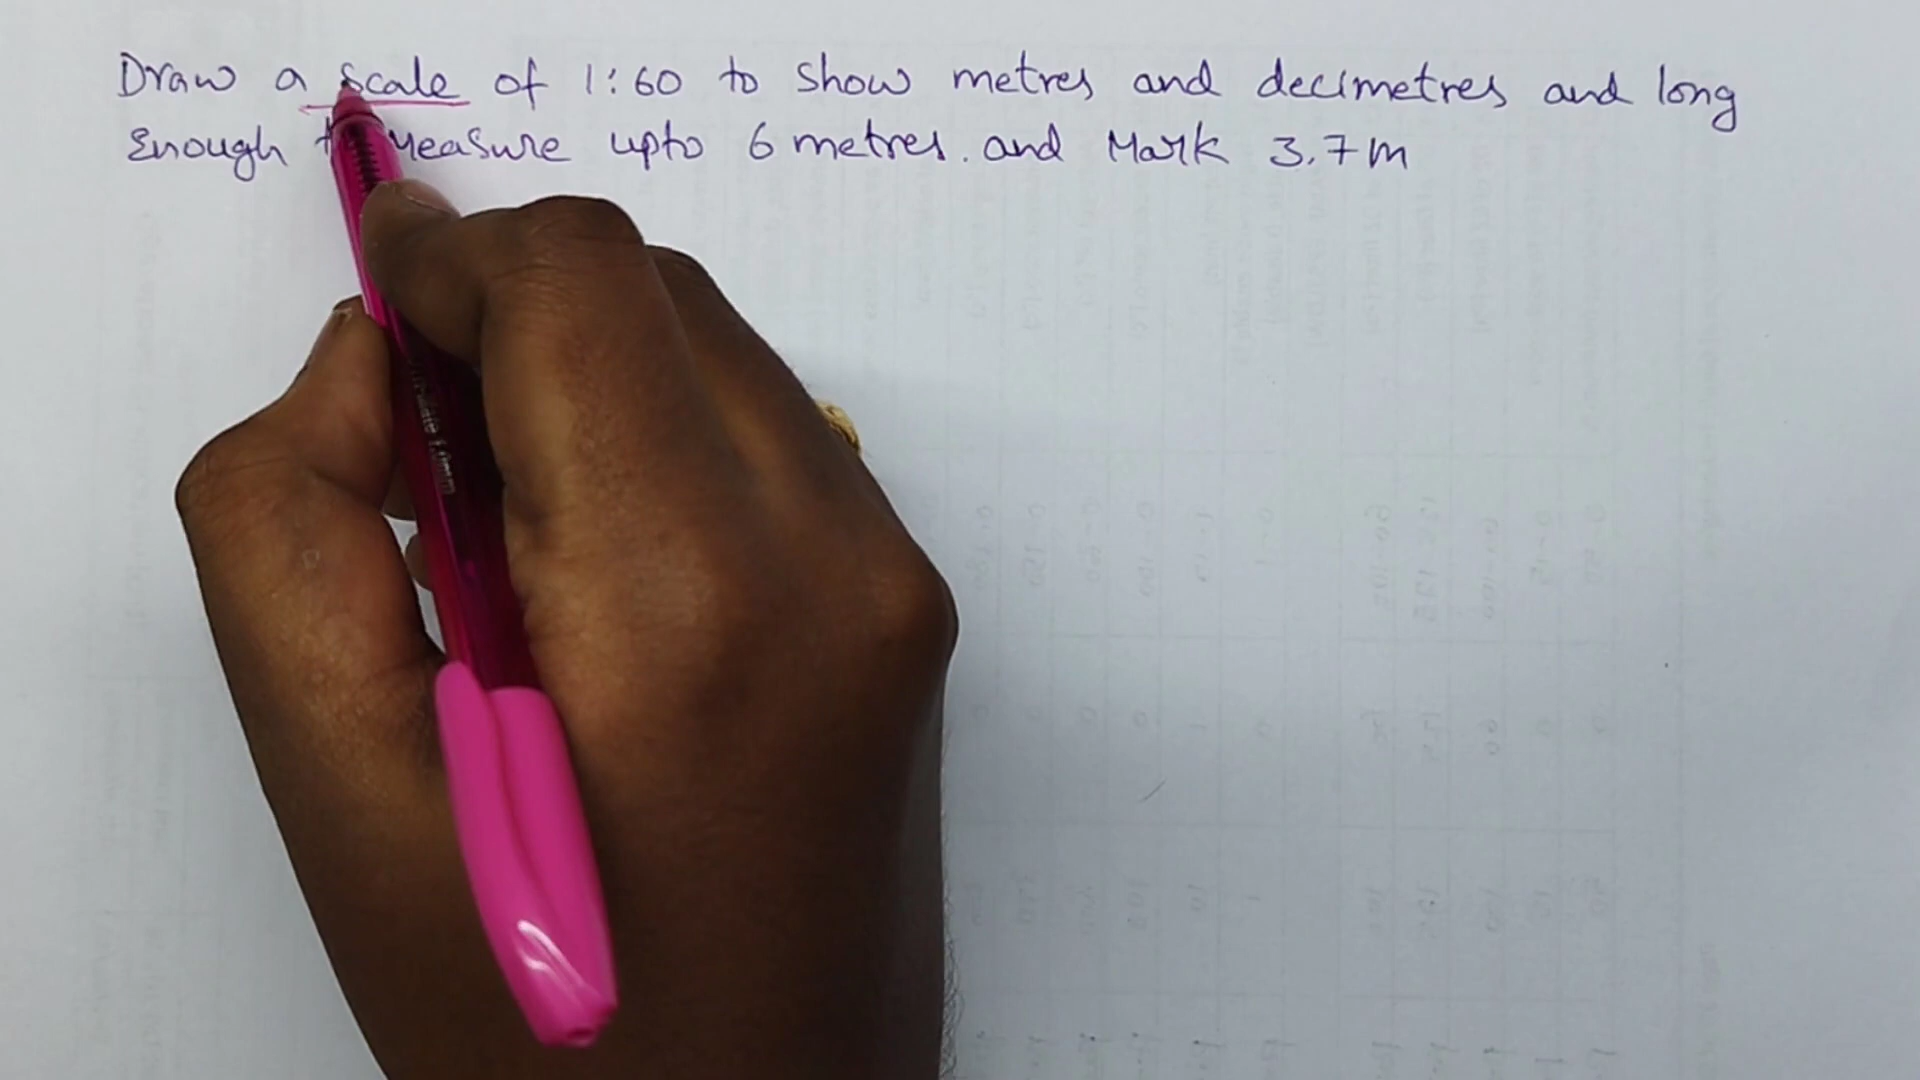 Draw a scale of 1:60 to show metres and decimetres and long
Enough measure upto 6 metres. and Mark 3.7m